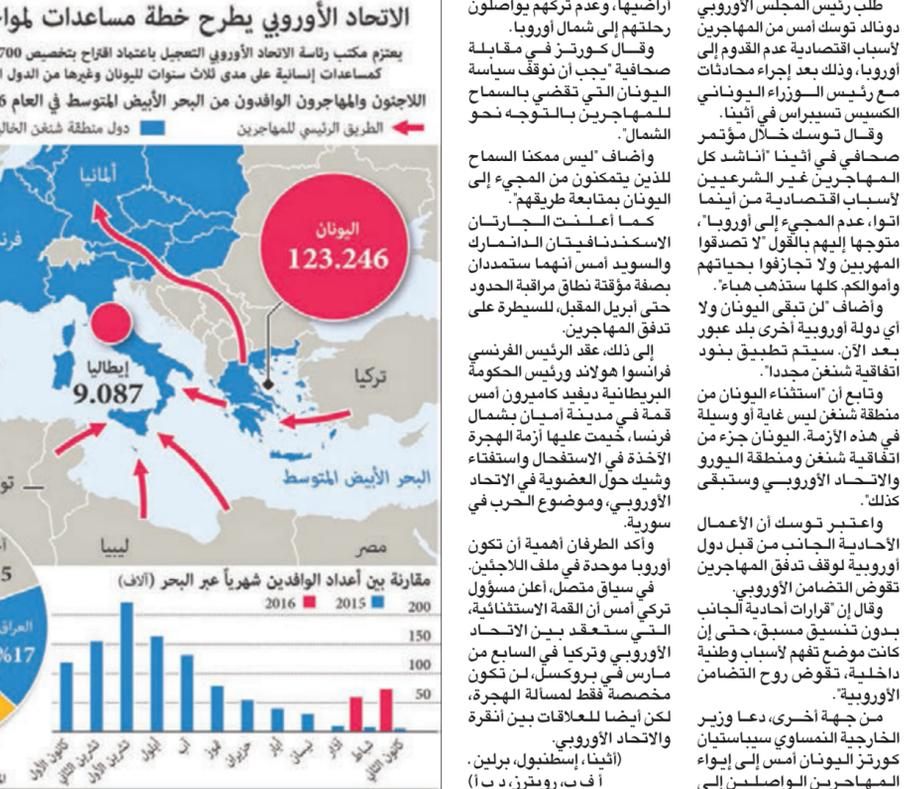 طلب رئيس المجلس الأوروبي
دونالد توسك أمس من المهاجرين
لأسباب اقتصادية عدم القدوم إلى
أوروبا، وذلك بعد إجراء محادثات
مع رئيس الوزراء اليوناني
الكسيس تسيبراس في أثينا.
وقال توسك خلال مؤتمر
صحافي في أثينا "أناشد كل
المهاجرين غير الشرعيين
لأسباب اقتصادية من أينما
اتوا، عدم المجيء إلى أوروبا"،
متوجها إليهم بالقول "لا تصدقوا
المهربين ولا تجازفوا بحياتهم
وأموالكم. كلها ستذهب هباء".
وأضاف "لن تبقى اليونان ولا
أي دولة أوروبية أخرى بلد عبور
بعد الآن. سيتم تطبيق بنود
اتفاقية شنغن مجددا".
وتابع أن "استثناء اليونان من
منطقة شنغن ليس غاية أو وسيلة
في هذه الأزمة. اليونان جزء من
اتفاقية شنغن ومنطقة اليورو
والاتحاد الأوروبي وستبقى
كذلك".
واعتبر توسك أن الأعمال
الأحادية الجانب من قبل دول
أوروبية لوقف تدفق المهاجرين
تقوض التضامن الأوروبي.
وقال إن "قرارات أحادية الجانب
بدون تنسيق مسبق، حتى إن
كانت موضع تفهم لأسباب وطنية
داخلية، تقوض روح التضامن
الأوروبية".
من جهة أخرى، دعا وزير
الخارجية النمساوي سيباستيان
كورتز اليونان أمس إلى إيواء
المهاجرين الواصلين إلى
أراضيها، وعدم تركهم يواصلون
رحلتهم إلى شمال أوروبا.
وقال كورتز في مقابلة
صحافية "يجب أن نوقف سياسة
اليونان التي تقضي بالسماح
للمهاجرين بالتوجه نحو
الشمال".
وأضاف "ليس ممكنا السماح
للذين يتمكنون من المجيء إلى
اليونان بمتابعة طريقهم".
كما أعلنت الجارتان
الاسكندنافيتان الدانمارك
والسويد أمس أنهما ستمددان
بصفة مؤقتة نطاق مراقبة الحدود
حتى أبريل المقبل، للسيطرة على
تدفق المهاجرين.
إلى ذلك، عقد الرئيس الفرنسي
فرانسوا هولاند ورئيس الحكومة
البريطانية ديفيد كاميرون أمس
قمة في مدينة أميان بشمال
فرنسا، خيمت عليها أزمة الهجرة
الآخذة في الاستفحال واستفتاء
وشيك حول العضوية في الاتحاد
الأوروبي، وموضوع الحرب في
سورية.
وأكد الطرفان أهمية أن تكون
أوروبا موحدة في ملف اللاجئين.
في سياق متصل، أعلن مسؤول
تركي أمس أن القمة الاستثنائية،
التي ستعقد بين الاتحاد
الأوروبي وتركيا في السابع من
مارس في بروكسل، لن تكون
مخصصة فقط لمسألة الهجرة،
لكن أيضا للعلاقات بين أنقرة
والاتحاد الأوروبي.
(أثينا، إسطنبول، برلين -
أ ف ب، رويترز، د ب أ)
الاتحاد الأوروبي يطرح خطة مساعدات
يعتزم مكتب رئاسة الاتحاد الأوروبي التعجيل باعتماد اقتراح بتخصيص 700
كمساعدات إنسانية على مدى ثلاث سنوات لليونان وغيرها من الدول
اللاجئون والمهاجرون الوافدون من البحر الأبيض المتوسط في العام
الطريق الرئيسي للمهاجرين
دول منطقة شنغن
ألمانيا
اليونان
123.246
إيطاليا
9.087
تركيا
البحر الأبيض المتوسط
ليبيا
مصر
مقارنة بين أعداد الوافدين شهرياً عبر البحر (آلاف)
2015
2016
200
150
100
50
كانون الثاني
شباط
آذار
نيسان
أيار
حزيران
تموز
آب
أيلول
تشرين الأول
تشرين الثاني
كانون الأول
العراق
%17